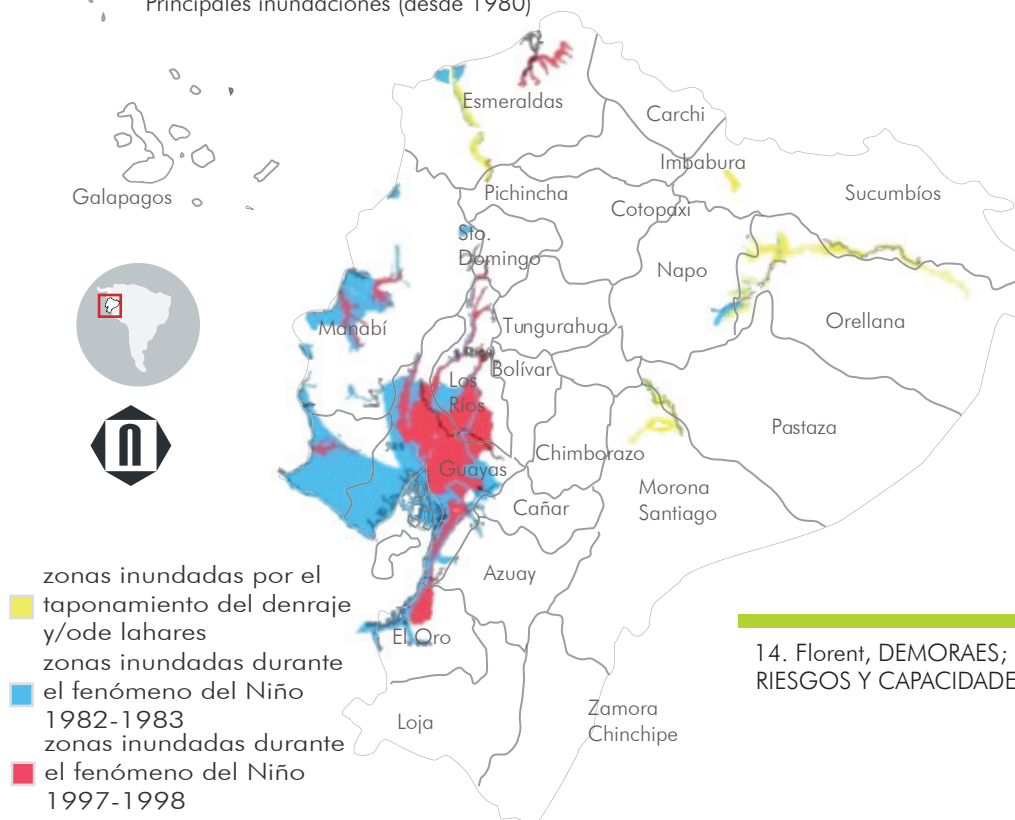 Principales inundaciones (desde 1980)
Esmeraldas
Carchi
Imbabura
Galapagos
Pichincha
Sucumbíos
Cotopaxi
Sto.
Domingo
Napo
Manabí
Tungurahua
Orellana
Bolívar
Los
Ríos
Pastaza
Chimborazo
Guayas
Morona
Santiago
Cañar
Azuay
El Oro
Loja
Zamora
Chinchipe
zonas inundadas por el
taponamiento del denraje
y/ode lahares
zonas inundadas durante
el fenómeno del Niño
1982-1983
zonas inundadas durante
el fenómeno del Niño
1997-1998
14. Florent, DEMORAES;
RIESGOS Y CAPACIDADE